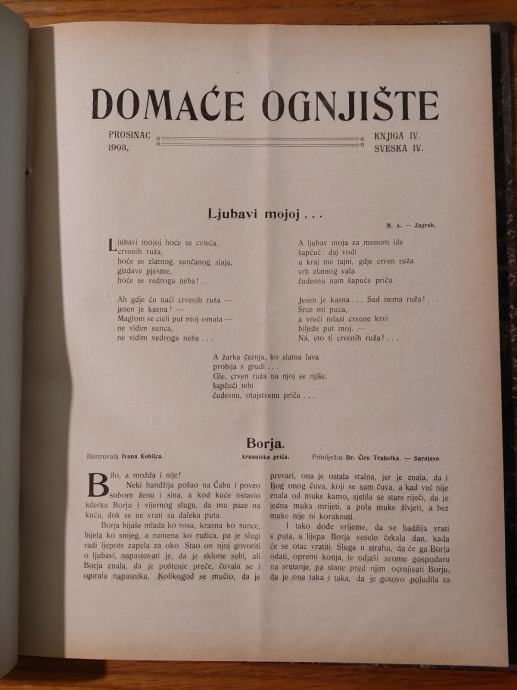 DOMAĆE OGNJIŠTE
PROSINAC
1903,
KNJIGA IV.
SVESKA IV.
Ljubavi mojoj . . .
M. A. — Zagreb.
Ljubavi mojoj hoće se cvieća,
crvenih ruža,
hoće se zlatnog, sunčanog sjaja,
gizdave pjesme,
hoće se vedroga neba! . . .
Ah gdje ću naći crvenih ruža —
jesen je kasna! —
Maglom se cieli put moj omata —
ne vidim sunca,
ne vidim vedroga neba . . .
A ljubav moja za menom ide
šapćuć: daj vodi
u kraj me tajni, gdje crven ruža
vrh zlatnog vala
čudesnu nam šapuće priču.
Jesen je kasna . . . Sad nema ruža! . . .
Srce mi puca,
a vrući mlazi crvene krvi
bilježe put moj. —
Ná, eto ti crvenih ruža! . . .
A žarka čeznja, ko zlatna lava
probija s grudi . . .
Gle, crven ruža na njoj se njiše,
šapćući tebi
čudesnu, otajstvenu priču . . .
Borja.
Ilustrovala Ivana Kobilca.
Arnautska priča.
Pribilježio Dr. Ćiro Truhelka. — Sarajevo.
Bilo, a možda i nije!
Neki handžija pošao na Ćabu i poveo
sobom ženu i sina, a kod kuće ostavio
kćerku Borju i vijernog slugu, da mu paze na
kuću, dok se ne vrati sa daleka puta.
Borja bijaše mlada ko rosa, krasna ko sunce,
bijela ko snijeg, a rumena ko ružica, pa je slugi
radi ljepote zapela za oko. Stao on njoj govoriti
o ljubavi, napastovati je, da je sklone sebi, ali
Borja znala, da je poštenje preče, čuvala se i
opirala napasniku. Kolikogod se mučio, da je
prevari, ona je ostala stalna, jer je znala, da i
Bog onog čuva, koji se sam čuva, a kad već nije
znala od muke kamo, sjetila se stare riječi, da je
jedna muka mrijeti, a pola muke živjeti, a bez
muke nije ni koraknuti.
I tako dođe vrijeme, da se hadžija vrati
s puta, a lijepa Borja veselo čekala dan, kada
će se otac vratiti. Sluga u strahu, da će ga Borja
odati, opremi konja, te odjaši svome gospodaru
na sretanje, pa stane pred njim ocrnjivati Borju,
da je ona taka i taka, da je gotovo poludila za